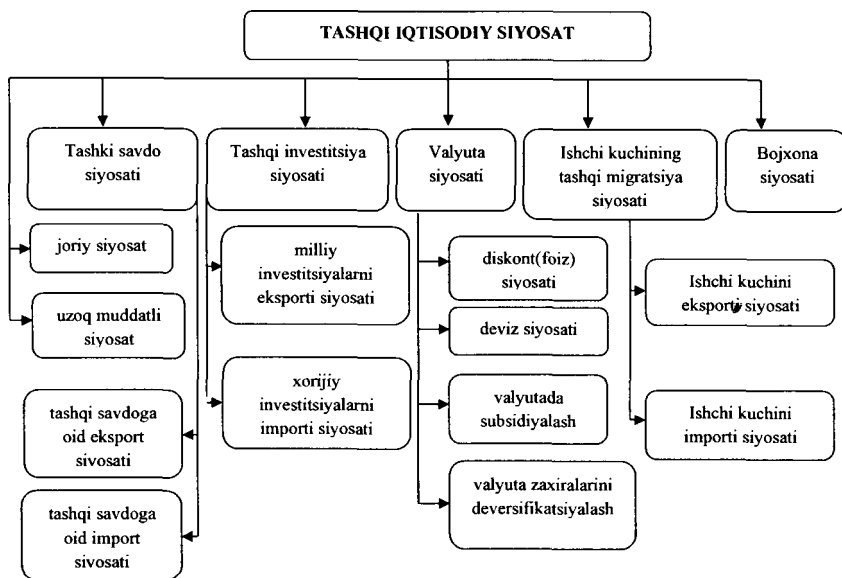 TASHQI IQTISODIY SIYOSAT
Tashki savdo
siyosati
Tashqi investitsiya
siyosati
Valyuta
siyosati
Ishchi kuchining
tashqi migratsiya
siyosati
Bojxona
siyosati
joriy siyosat
uzoq muddatli
siyosat
tashqi savdoga
oid eksport
sivosati
tashqi savdoga
oid import
sivosati
milliy
investitsiyalarni
eksporti siyosati
xorijiy
investitsiyalarni
importi siyosati
diskont(foiz)
siyosati
deviz siyosati
valyutada
subsidiyalash
valyuta zaxiralarini
deversifikatsiyalash
Ishchi kuchini
eksporti siyosati
Ishchi kuchini
importi siyosati